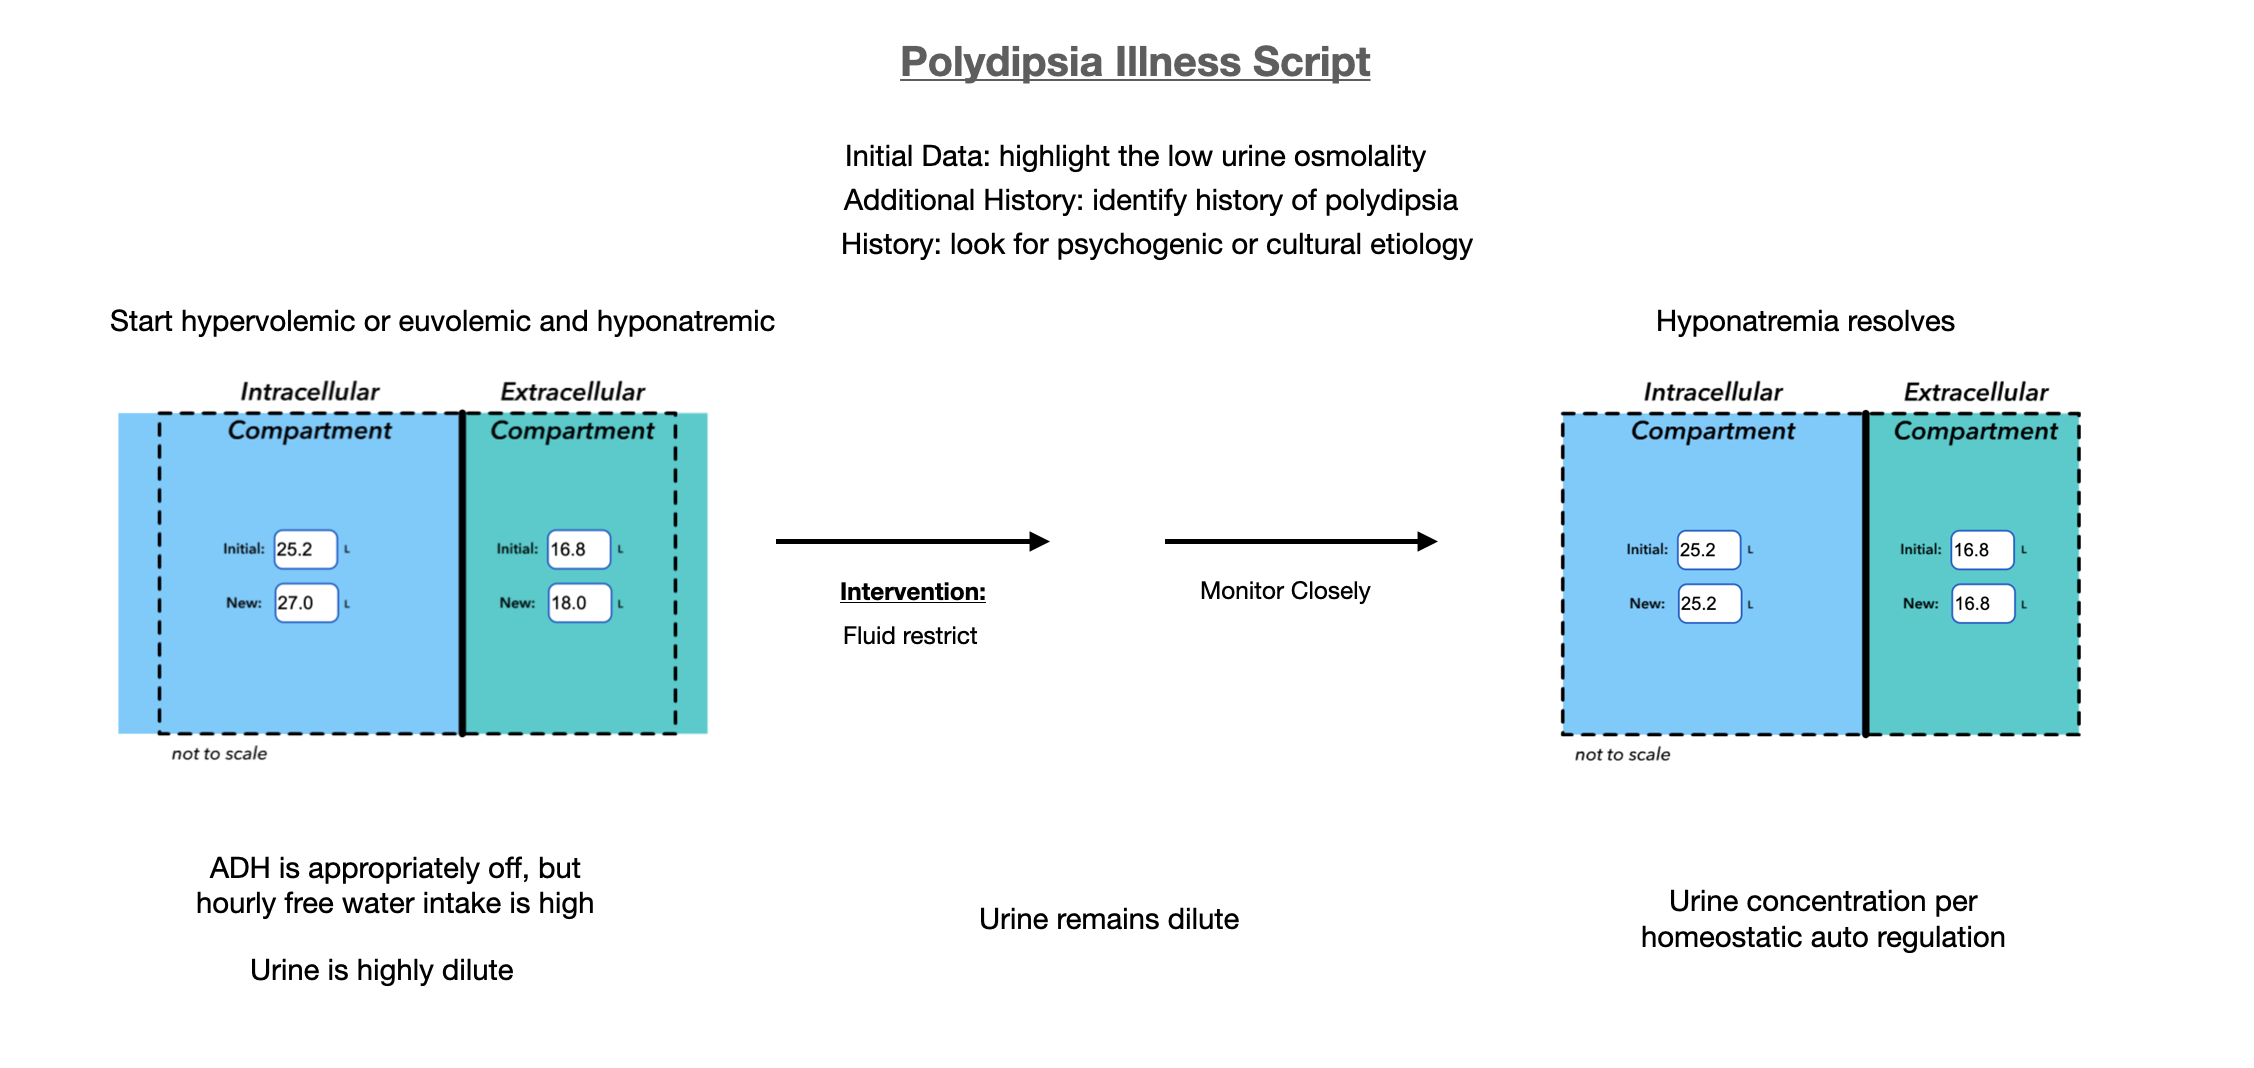 Polydipsia Illness Script
Initial Data: highlight the low urine osmolality
Additional History: identify history of polydipsia
History: look for psychogenic or cultural etiology
Start hypervolemic or euvolemic and hyponatremic
Intracellular
Compartment
Extracellular
Compartment
Initial: 25.2 L
New: 27.0 L
Initial: 16.8 L
New: 18.0 L
not to scale
ADH is appropriately off, but
hourly free water intake is high
Urine is highly dilute
Intervention:
Fluid restrict
Monitor Closely
Urine remains dilute
Hyponatremia resolves
Intracellular
Compartment
Extracellular
Compartment
Initial: 25.2 L
New: 25.2 L
Initial: 16.8 L
New: 16.8 L
not to scale
Urine concentration per
homeostatic auto regulation